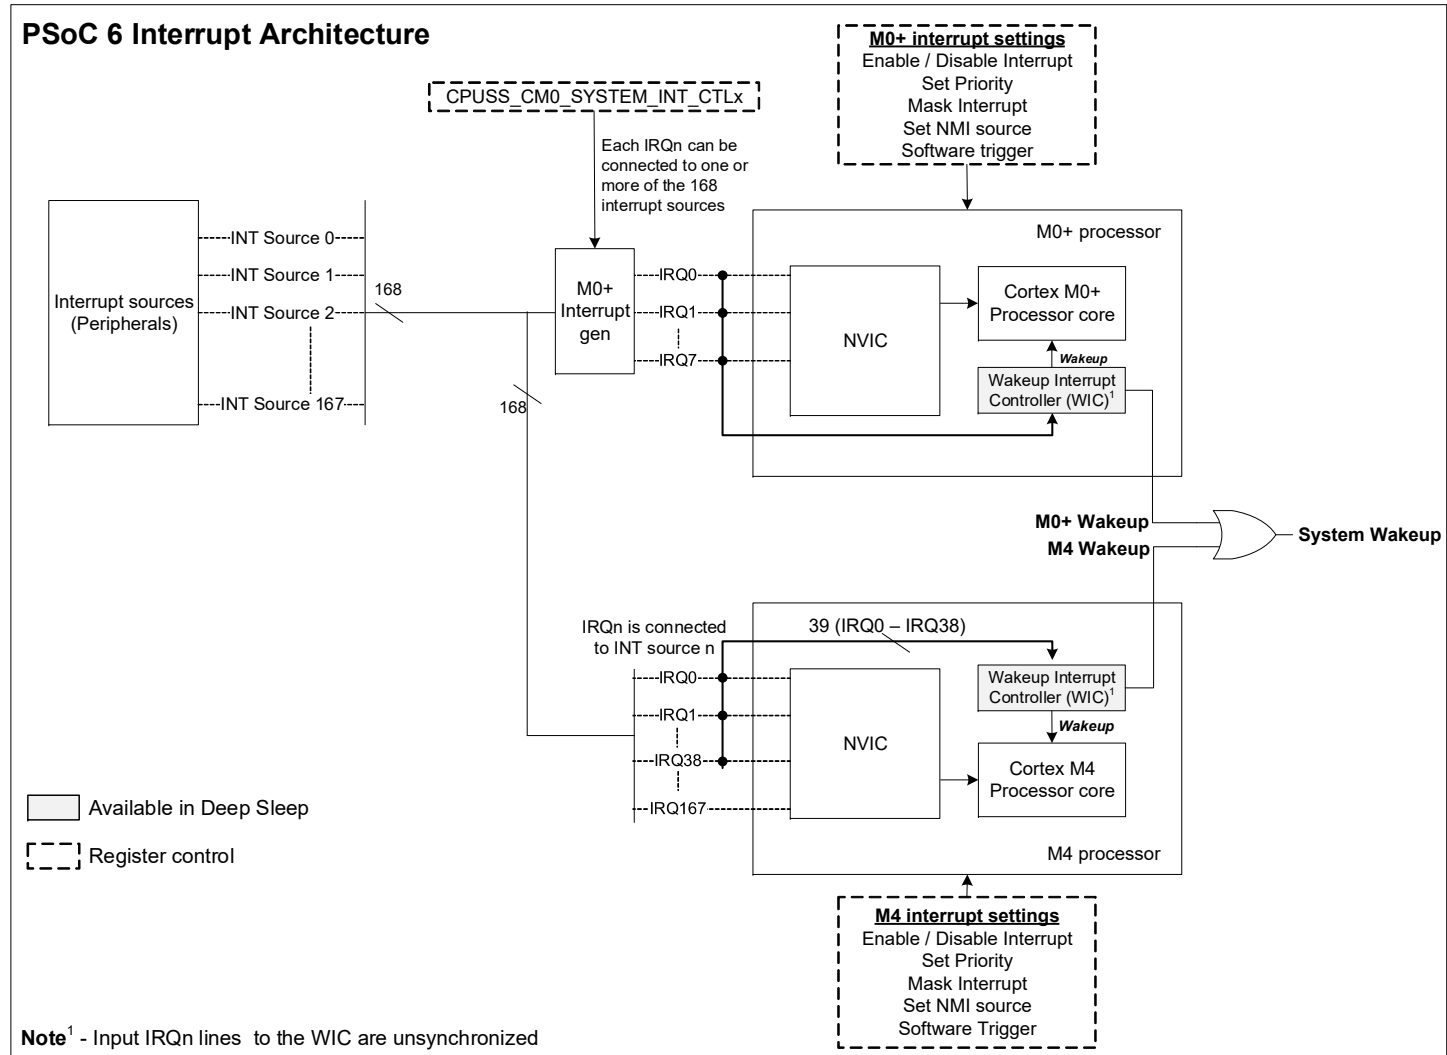 PSoC 6 Interrupt Architecture
M0+ interrupt settings
Enable / Disable Interrupt
Set Priority
Mask Interrupt
Set NMI source
Software trigger
CPUSS_CM0_SYSTEM_INT_CTLx
Each IRQn can be
connected to one or
more of the 168
interrupt sources
Interrupt sources
(Peripherals)
INT Source 0
INT Source 1
INT Source 2
INT Source 167
168
168
M0+
Interrupt
gen
IRQ0
IRQ1
IRQ7
M0+ processor
NVIC
Cortex M0+
Processor core
Wakeup
Wakeup Interrupt
Controller (WIC)1
M0+ Wakeup
M4 Wakeup
System Wakeup
IRQn is connected
to INT source n
39 (IRQ0 – IRQ38)
IRQ0
IRQ1
IRQ38
IRQ167
NVIC
Wakeup Interrupt
Controller (WIC)1
Wakeup
Cortex M4
Processor core
M4 processor
Available in Deep Sleep
Register control
M4 interrupt settings
Enable / Disable Interrupt
Set Priority
Mask Interrupt
Set NMI source
Software Trigger
Note1 - Input IRQn lines to the WIC are unsynchronized